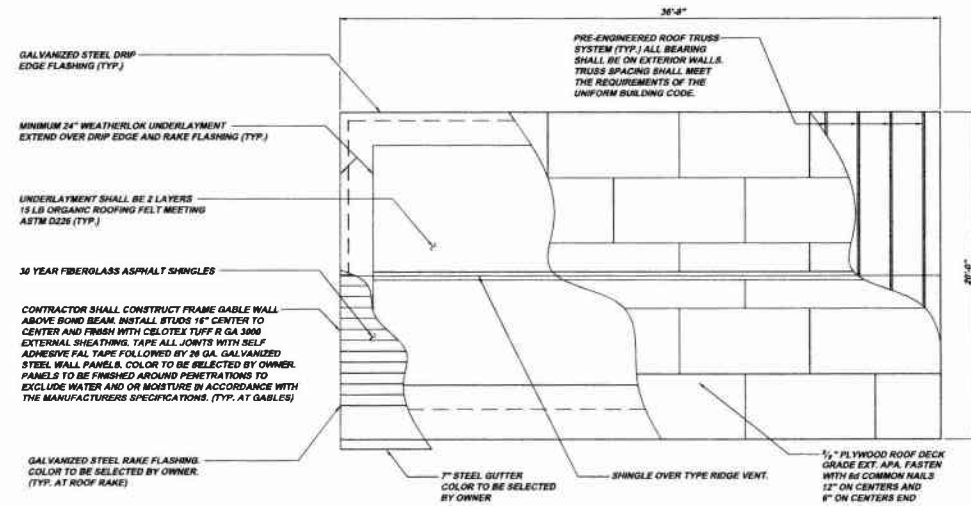 36'-8"
GALVANIZED STEEL DRIP
EDGE FLASHING (TYP.)
PRE-ENGINEERED ROOF TRUSS
SYSTEM (TYP.) ALL BEARING
SHALL BE ON EXTERIOR WALLS.
TRUSS SPACING SHALL MEET
THE REQUIREMENTS OF THE
UNIFORM BUILDING CODE.
MINIMUM 24" WEATHERLOK UNDERLAYMENT
EXTEND OVER DRIP EDGE AND RAKE FLASHING (TYP.)
UNDERLAYMENT SHALL BE 2 LAYERS
15 LB ORGANIC ROOFING FELT MEETING
ASTM D226 (TYP.)
30 YEAR FIBERGLASS ASPHALT SHINGLES
CONTRACTOR SHALL CONSTRUCT FRAME GABLE WALL
ABOVE BOND BEAM. INSTALL STUDS 16" CENTER TO
CENTER AND FINISH WITH CELOTEX TUFF R GA 3000
EXTERNAL SHEATHING. TAPE ALL JOINTS WITH SELF
ADHESIVE FAL TAPE FOLLOWED BY 26 GA. GALVANIZED
STEEL WALL PANELS. COLOR TO BE SELECTED BY OWNER.
PANELS TO BE FINISHED AROUND PENETRATIONS TO
EXCLUDE WATER AND OR MOISTURE IN ACCORDANCE WITH
THE MANUFACTURERS SPECIFICATIONS. (TYP. AT GABLES)
GALVANIZED STEEL RAKE FLASHING.
COLOR TO BE SELECTED BY OWNER.
(TYP. AT ROOF RAKE)
7" STEEL GUTTER
COLOR TO BE SELECTED
BY OWNER
SHINGLE OVER TYPE RIDGE VENT.
PLYWOOD ROOF DECK
GRADE EXT. APA. FASTEN
WITH 8d COMMON NAILS
12" ON CENTERS AND
6" ON CENTERS END